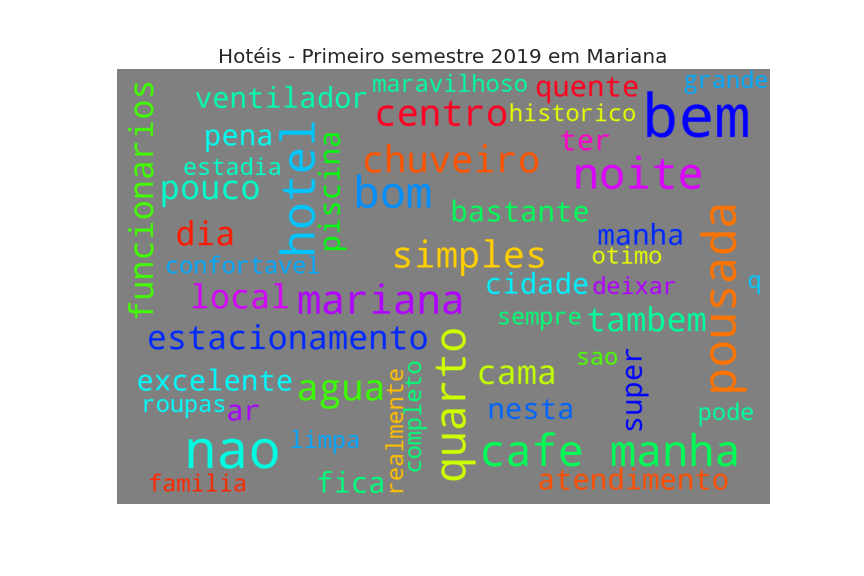 Hotéis - Primeiro semestre 2019 em Mariana
maravilhoso
quente
grande
ventilador
centro
historico
bem
funcionarios
pena
hotel
piscina
ter
estadia
chuveiro
noite
pouco
bom
bastante
dia
manha
pousada
simples
otimo
confortavel
cidade
deixar
q
local
mariana
sempre
tambem
estacionamento
quarto
sao
super
excelente
agua
cama
roupas
ar
realmente
completo
nesta
pode
nao
limpa
cafe manha
familia
fica
atendimento